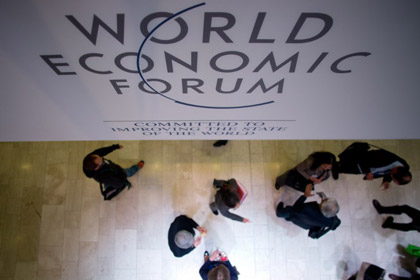 WORLD
ECONOMIC
FORUM
COMMITTED TO
IMPROVING THE STATE
OF THE WORLD